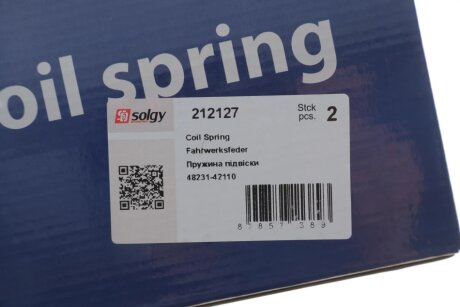 oil spring
solgy
212127
Stck
pcs. 2
Coil Spring
Fahrwerksfeder
Пружина підвіски
48231-42110